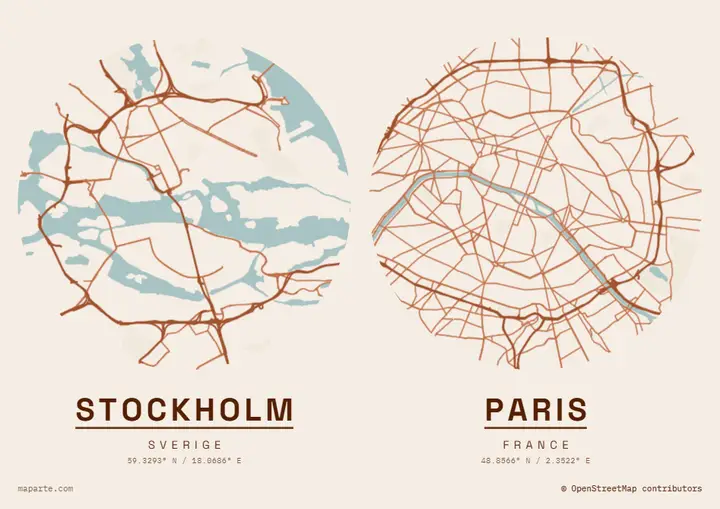 STOCKHOLM
SVERIGE
59.3293° N / 18.0686° E
PARIS
FRANCE
48.8566° N / 2.3522° E
maparte.com
© OpenStreetMap contributors